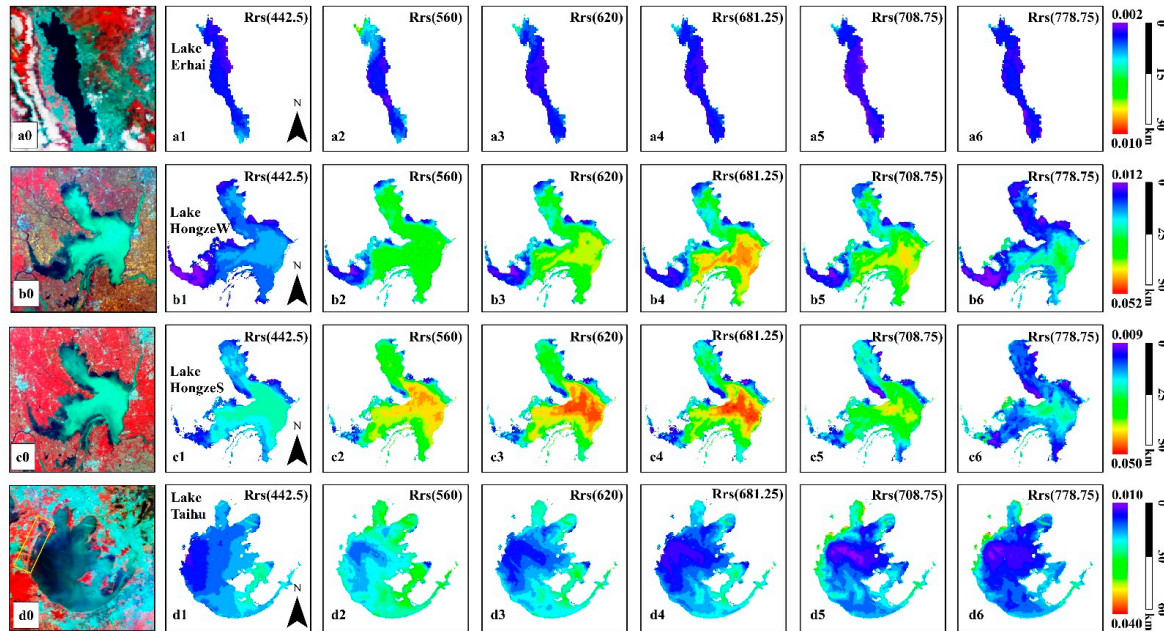 Rrs(442.5) Rrs(560) Rrs(620) Rrs(681.25) Rrs(708.75) Rrs(778.75) 0.002 0
Lake
Erhai
15
N
a0 a1 a2 a3 a4 a5 a6 0.010 30 km
Rrs(442.5) Rrs(560) Rrs(620) Rrs(681.25) Rrs(708.75) Rrs(778.75) 0.012 0
Lake
HongzeW
25
N
b0 b1 b2 b3 b4 b5 b6 0.052 50 km
Rrs(442.5) Rrs(560) Rrs(620) Rrs(681.25) Rrs(708.75) Rrs(778.75) 0.009 0
Lake
HongzeS
25
N
c0 c1 c2 c3 c4 c5 c6 0.050 50 km
Rrs(442.5) Rrs(560) Rrs(620) Rrs(681.25) Rrs(708.75) Rrs(778.75) 0.010 0
Lake
Taihu
30
N
d0 d1 d2 d3 d4 d5 d6 0.040 60 km